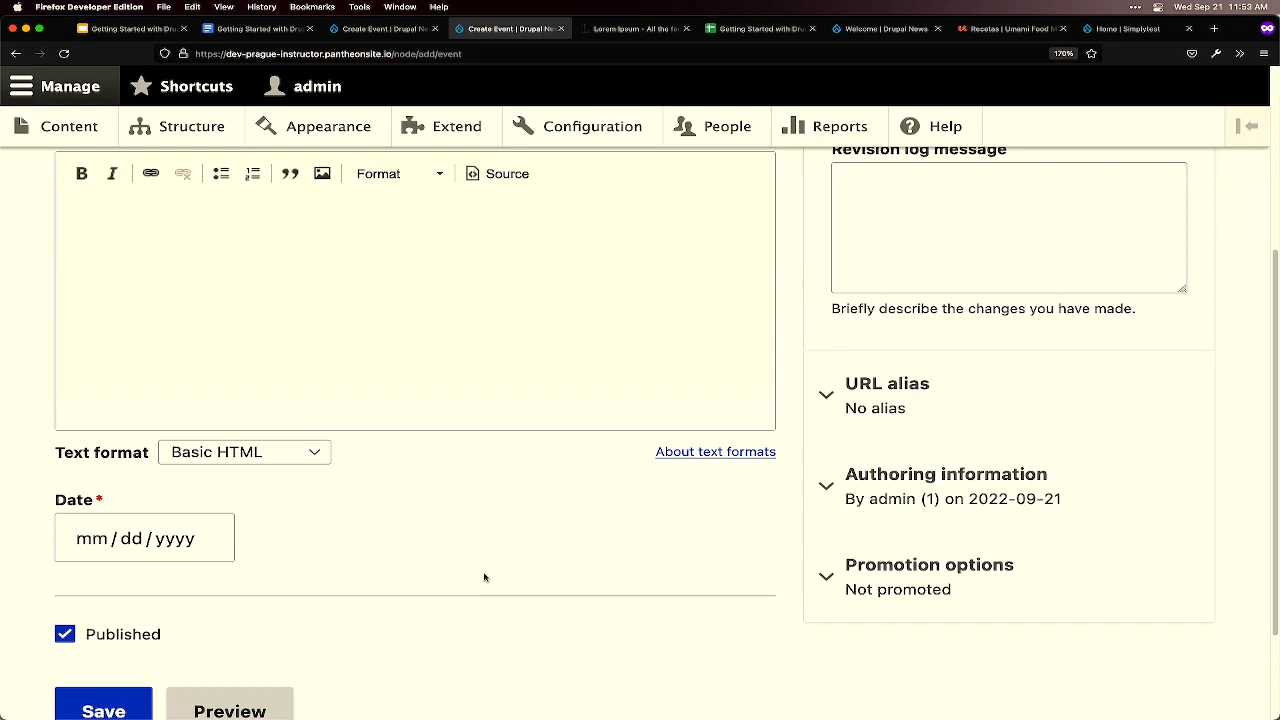 Firefox Developer Edition File Edit View History Bookmarks Tools Window Help Wed Sep 21 11:53 AM
Getting Started with Dru Getting Started with Dru Create Event | Drupal Ne Create Event | Drupal Ne Lorem Ipsum - All the fa Getting Started with Dru Welcome | Drupal News Recetas | Umami Food M Home | Simplytest
https://dev-prague-instructor.pantheonsite.io/node/add/event 170%
Manage Shortcuts admin
Content Structure Appearance Extend Configuration People Reports Help
Revision log message
B I Format Source
Briefly describe the changes you have made.
URL alias
No alias
Text format Basic HTML About text formats
Authoring information
By admin (1) on 2022-09-21
Date *
mm / dd / yyyy
Promotion options
Not promoted
Published
Save Preview